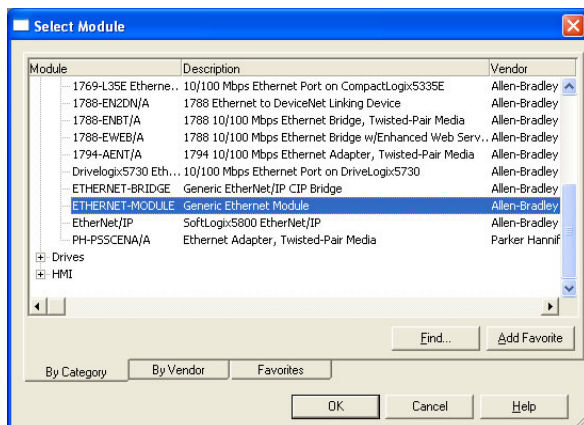 Select Module
Module Description Vendor
1769-L35E Etherne.. 10/100 Mbps Ethernet Port on CompactLogix5335E Allen-Bradley
1788-EN2DN/A 1788 Ethernet to DeviceNet Linking Device Allen-Bradley
1788-ENBT/A 1788 10/100 Mbps Ethernet Bridge, Twisted-Pair Media Allen-Bradley
1788-EWEB/A 1788 10/100 Mbps Ethernet Bridge w/Enhanced Web Serv.. Allen-Bradley
1794-AENT/A 1794 10/100 Mbps Ethernet Adapter, Twisted-Pair Media Allen-Bradley
Drivelogix5730 Eth... 10/100 Mbps Ethernet Port on DriveLogix5730 Allen-Bradley
ETHERNET-BRIDGE Generic EtherNet/IP CIP Bridge Allen-Bradley
ETHERNET-MODULE Generic Ethernet Module Allen-Bradley
EtherNet/IP SoftLogix5800 EtherNet/IP Allen-Bradley
PH-PSSCENA/A Ethernet Adapter, Twisted-Pair Media Parker Hannif
Drives
HMI
Find... Add Favorite
By Category By Vendor Favorites
OK Cancel Help